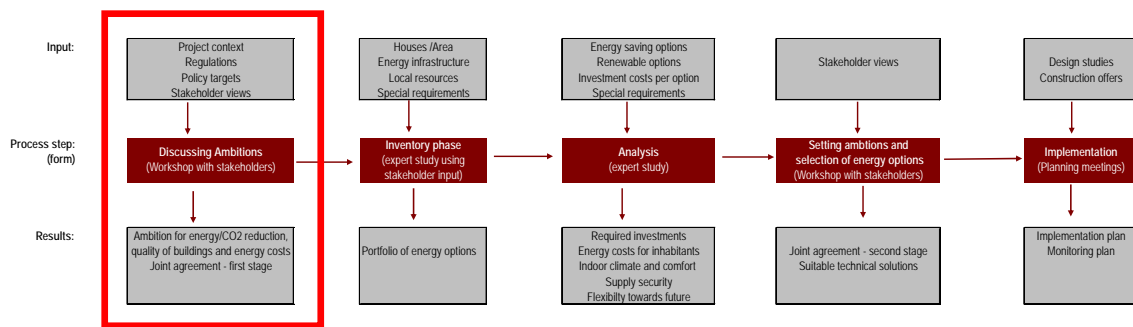 Input:
Project context
Regulations
Policy targets
Stakeholder views
Houses /Area
Energy infrastructure
Local resources
Special requirements
Energy saving options
Renewable options
Investment costs per option
Special requirements
Stakeholder views
Design studies
Construction offers
Process step:
(form)
Discussing Ambitions
(Workshop with stakeholders)
Inventory phase
(expert study using
stakeholder input)
Analysis
(expert study)
Setting ambtions and
selection of energy options
(Workshop with stakeholders)
Implementation
(Planning meetings)
Results:
Ambition for energy/CO2 reduction,
quality of buildings and energy costs
Joint agreement - first stage
Portfolio of energy options
Required investments
Energy costs for inhabitants
Indoor climate and comfort
Supply security
Flexibilty towards future
Joint agreement - second stage
Suitable technical solutions
Implementation plan
Monitoring plan